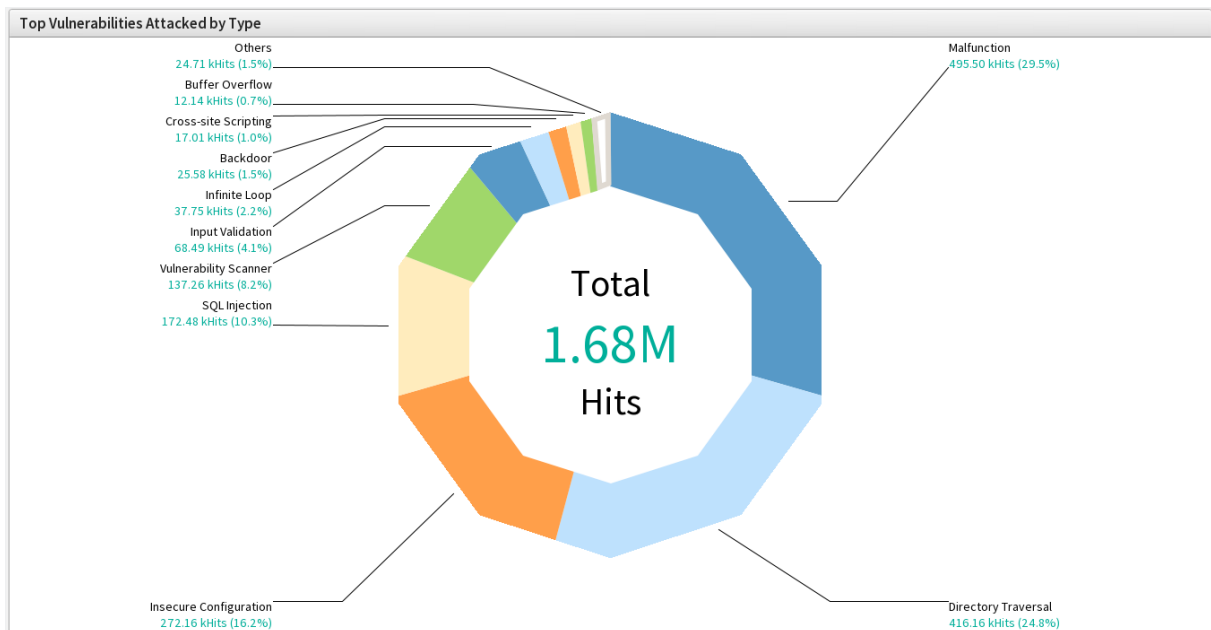 Top Vulnerabilities Attacked by Type
Others
24.71 kHits (1.5%)
Buffer Overflow
12.14 kHits (0.7%)
Cross-site Scripting
17.01 kHits (1.0%)
Backdoor
25.58 kHits (1.5%)
Infinite Loop
37.75 kHits (2.2%)
Input Validation
68.49 kHits (4.1%)
Vulnerability Scanner
137.26 kHits (8.2%)
SQL Injection
172.48 kHits (10.3%)
Insecure Configuration
272.16 kHits (16.2%)
Malfunction
495.50 kHits (29.5%)
Directory Traversal
416.16 kHits (24.8%)
Total
1.68M
Hits